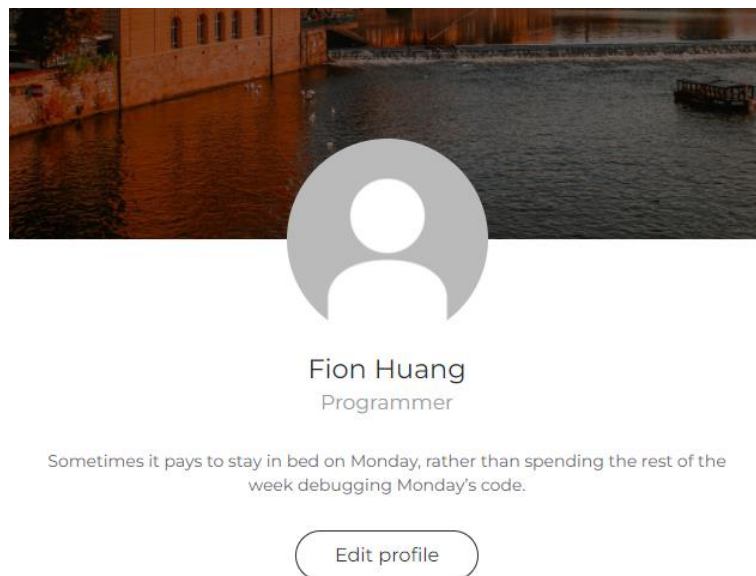 Fion Huang
Programmer
Sometimes it pays to stay in bed on Monday, rather than spending the rest of the
week debugging Monday’s code.
Edit profile